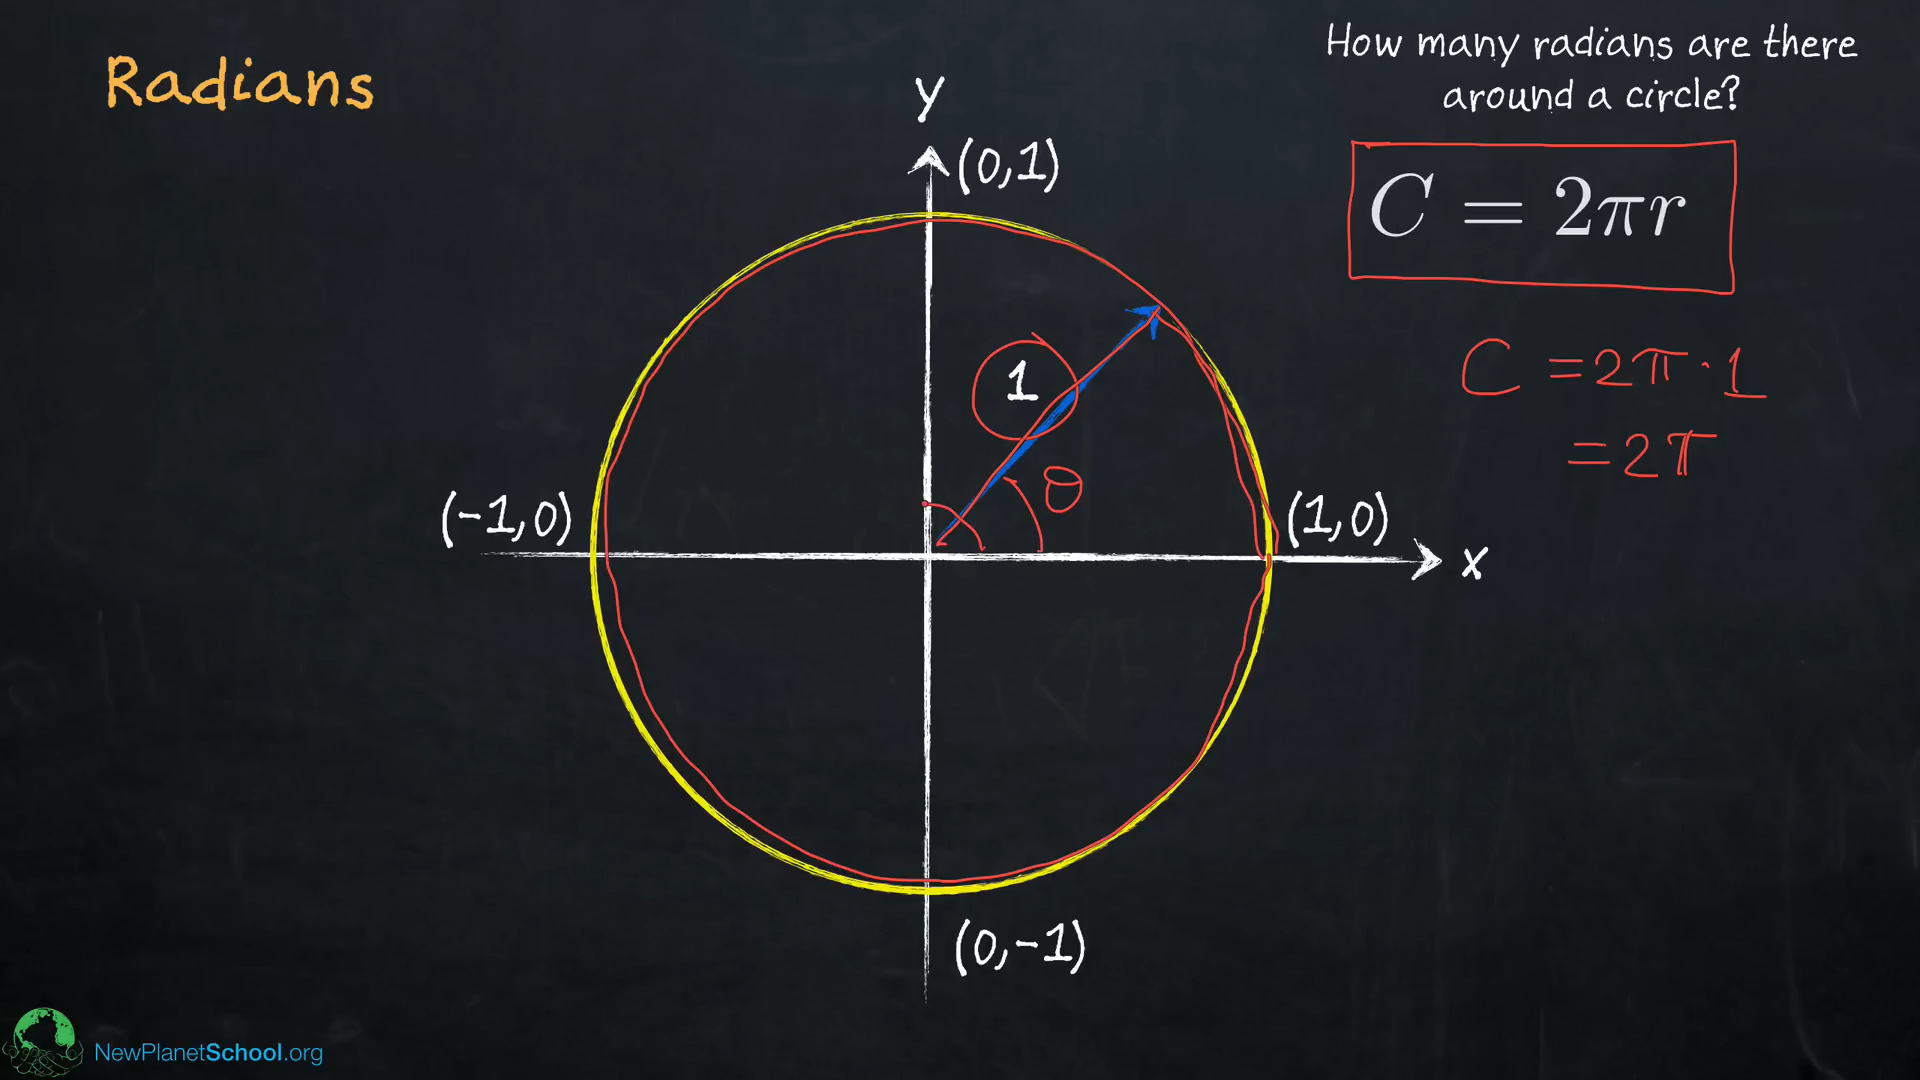 Radians
How many radians are there
around a circle?
C = 2πr
C = 2π · 1
= 2π
y
(0,1)
1
θ
(-1,0)
(1,0)
x
(0,-1)
NewPlanetSchool.org